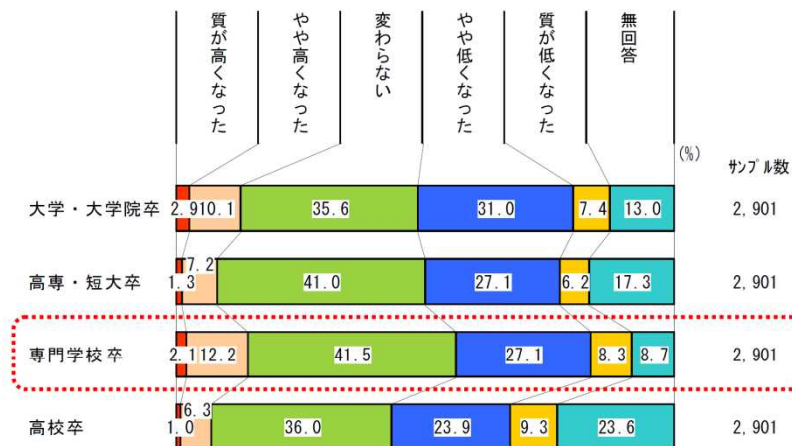 質が高くなった
やや高くなった
変わらない
やや低くなった
質が低くなった
無回答
(%)
サンプル数
大学・大学院卒 2.9 10.1 35.6 31.0 7.4 13.0 2,901
高専・短大卒 1.3 7.2 41.0 27.1 6.2 17.3 2,901
専門学校卒 2.1 12.2 41.5 27.1 8.3 8.7 2,901
高校卒 1.0 6.3 36.0 23.9 9.3 23.6 2,901